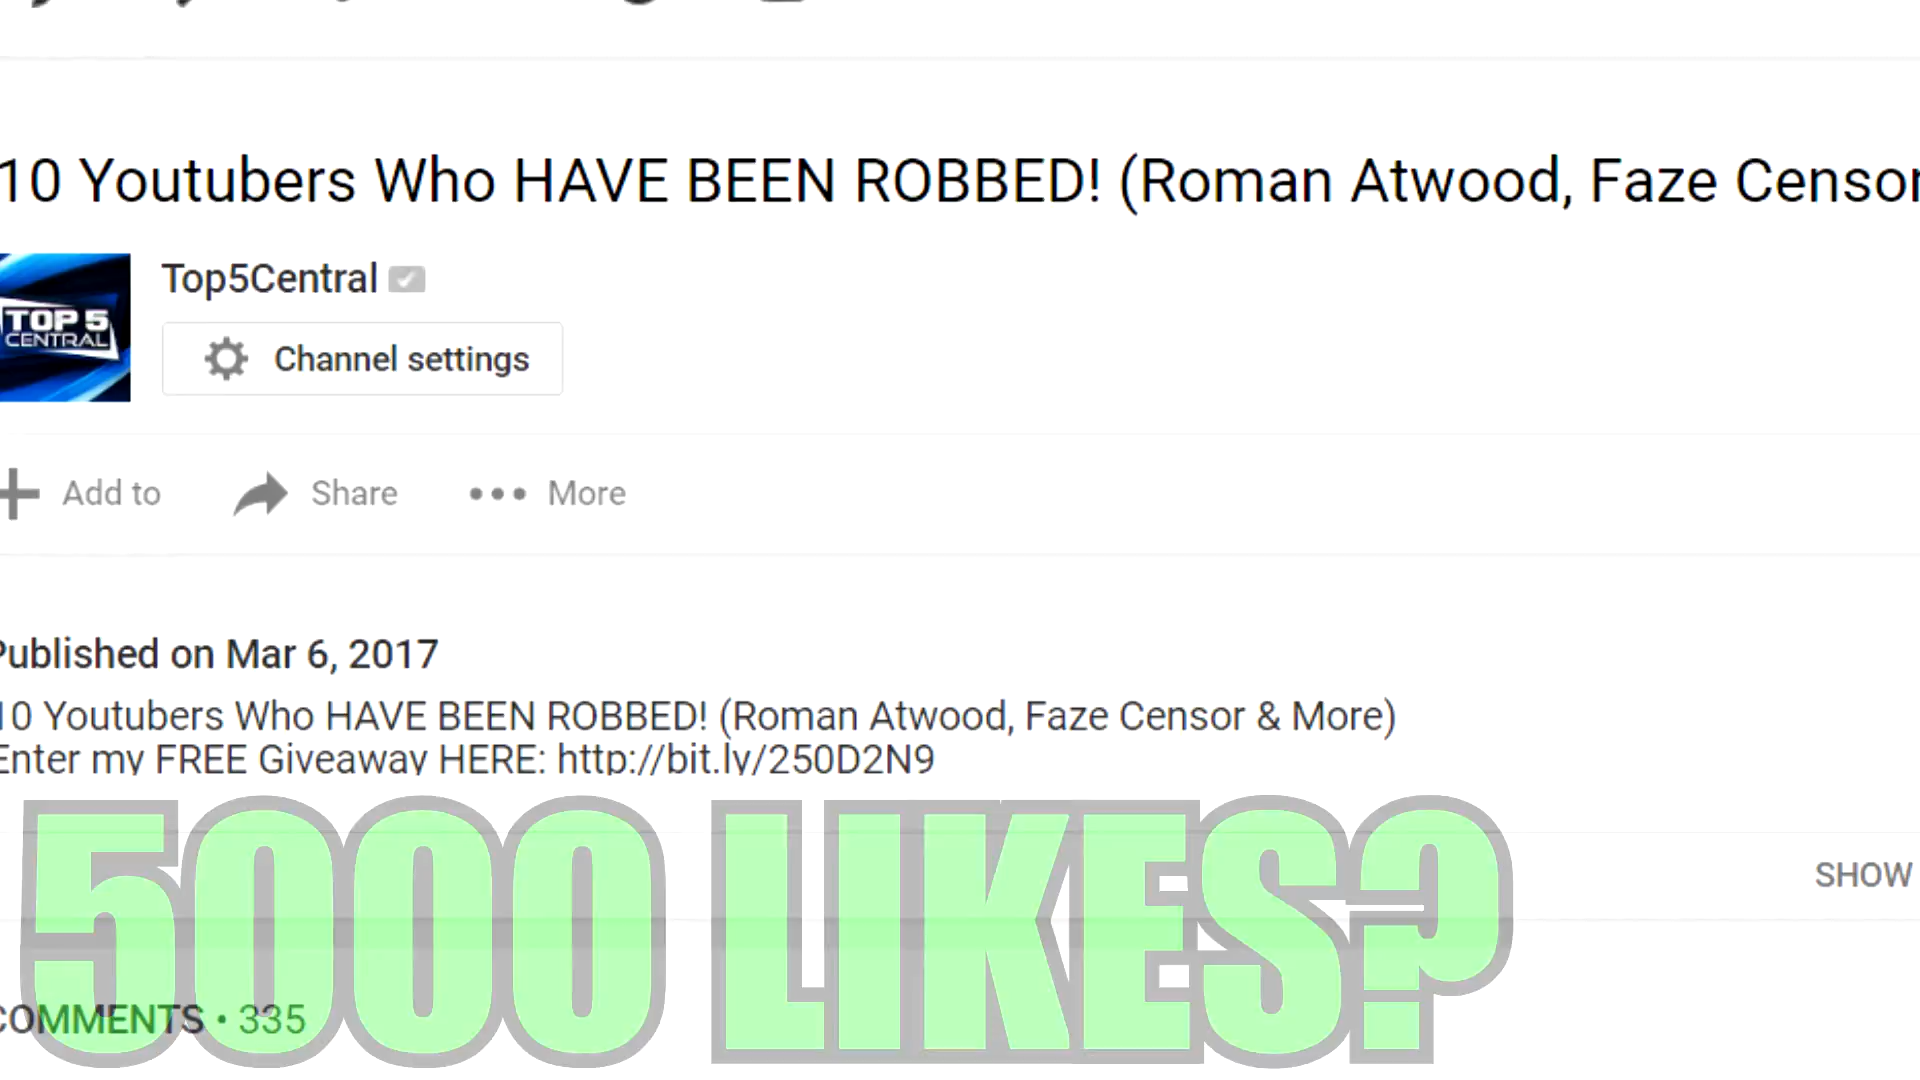 10 Youtubers Who HAVE BEEN ROBBED! (Roman Atwood, Faze Censor
TOP 5
CENTRAL
Top5Central
Channel settings
Add to
Share
More
Published on Mar 6, 2017
10 Youtubers Who HAVE BEEN ROBBED! (Roman Atwood, Faze Censor & More)
Enter my FREE Giveaway HERE: http://bit.ly/250D2N9
SHOW
5000 LIKES?
COMMENTS • 335